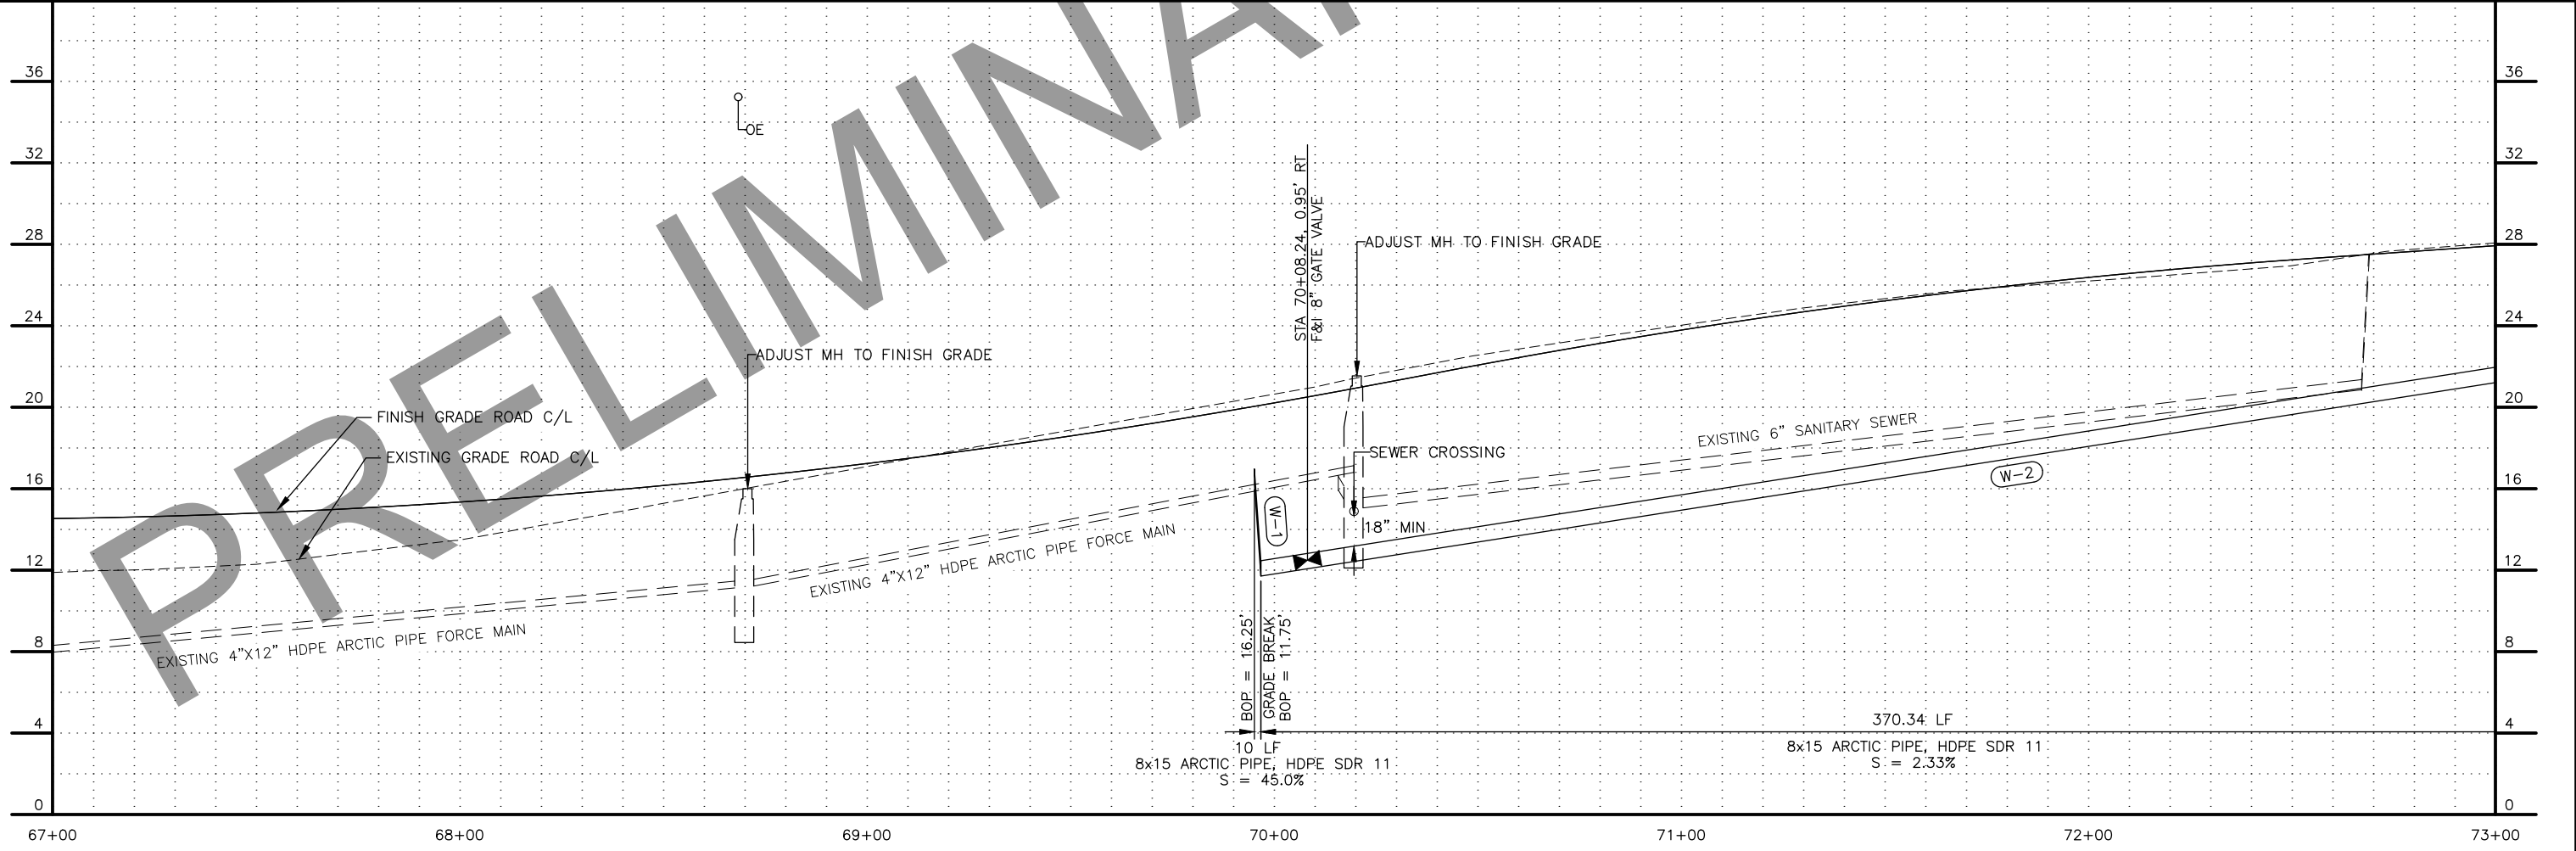 PRELIMINA
36
32
28
24
20
16
12
8
4
0
36
32
28
24
20
16
12
8
4
0
OE
FINISH GRADE ROAD C/L
EXISTING GRADE ROAD C/L
ADJUST MH TO FINISH GRADE
EXISTING 4"X12" HDPE ARCTIC PIPE FORCE MAIN
EXISTING 4"X12" HDPE ARCTIC PIPE FORCE MAIN
STA 70+08.24, 0.95' RT
F&I 8" GATE VALVE
ADJUST MH TO FINISH GRADE
SEWER CROSSING
18" MIN
W-1
EXISTING 6" SANITARY SEWER
W-2
BOP = 16.25'
GRADE BREAK
BOP = 11.75'
10 LF
8x15 ARCTIC PIPE, HDPE SDR 11
S = 45.0%
370.34 LF
8x15 ARCTIC PIPE, HDPE SDR 11
S = 2.33%
67+00
68+00
69+00
70+00
71+00
72+00
73+00